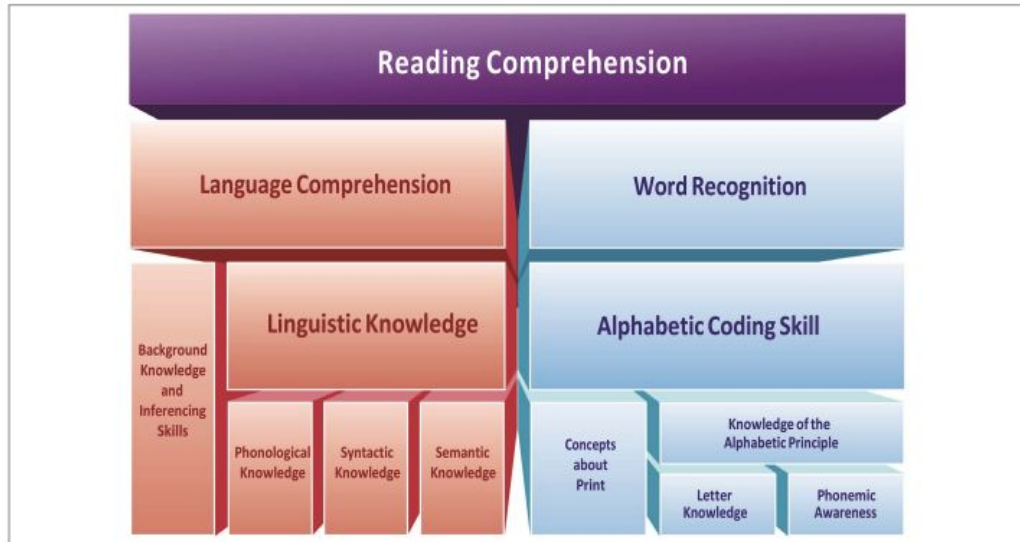 Reading Comprehension
Language Comprehension
Word Recognition
Background
Knowledge
and
Inferencing
Skills
Linguistic Knowledge
Phonological
Knowledge
Syntactic
Knowledge
Semantic
Knowledge
Alphabetic Coding Skill
Concepts
about
Print
Knowledge of the
Alphabetic Principle
Letter
Knowledge
Phonemic
Awareness